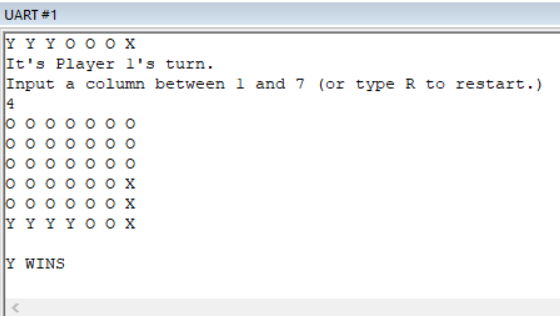 UART #1
Y Y Y O O O X
It's Player 1's turn.
Input a column between 1 and 7 (or type R to restart.)
4
O O O O O O O
O O O O O O O
O O O O O O O
O O O O O O X
O O O O O O X
Y Y Y Y O O X
Y WINS